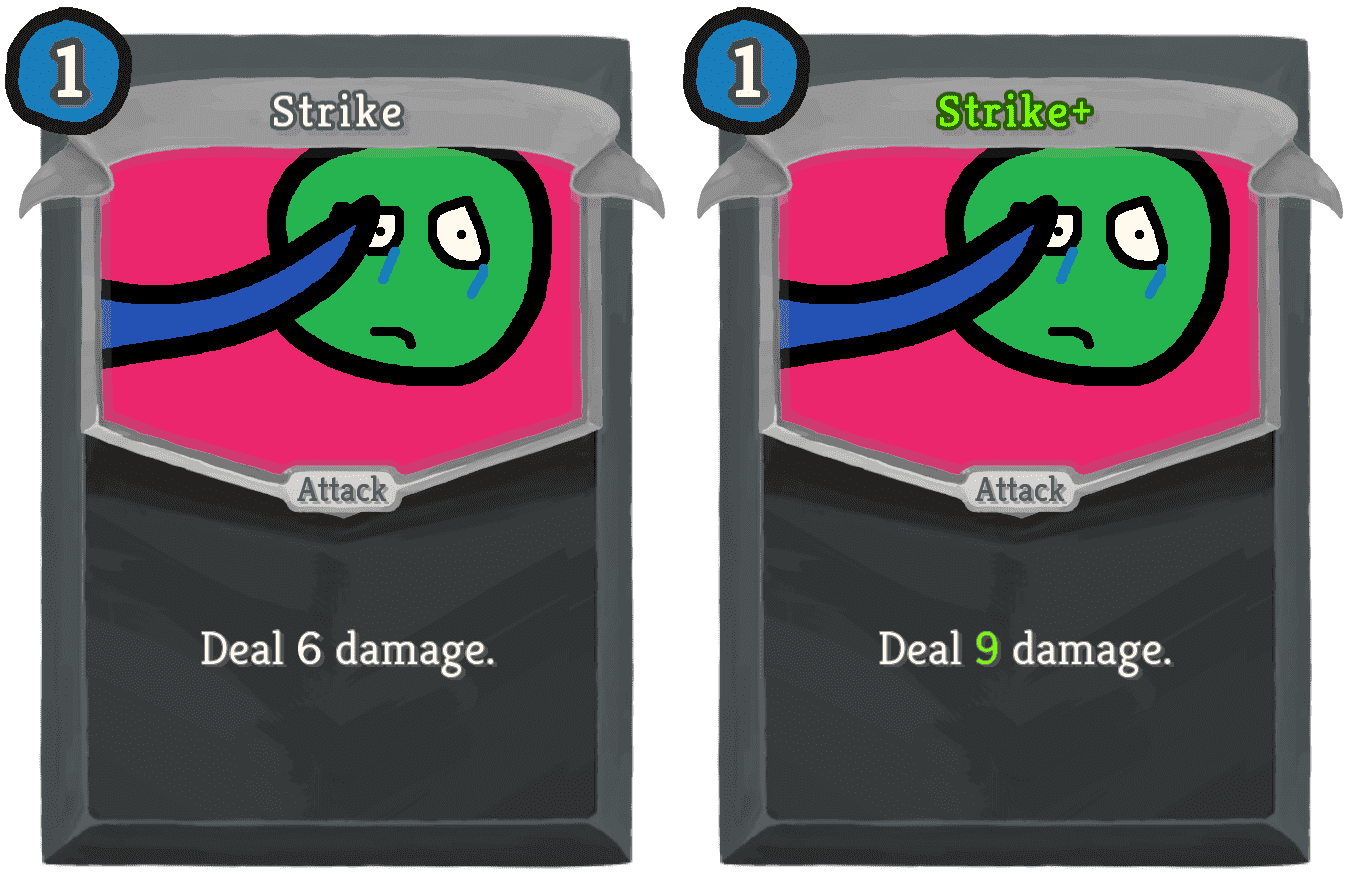 1
Strike
Attack
Deal 6 damage.
1
Strike+
Attack
Deal 9 damage.